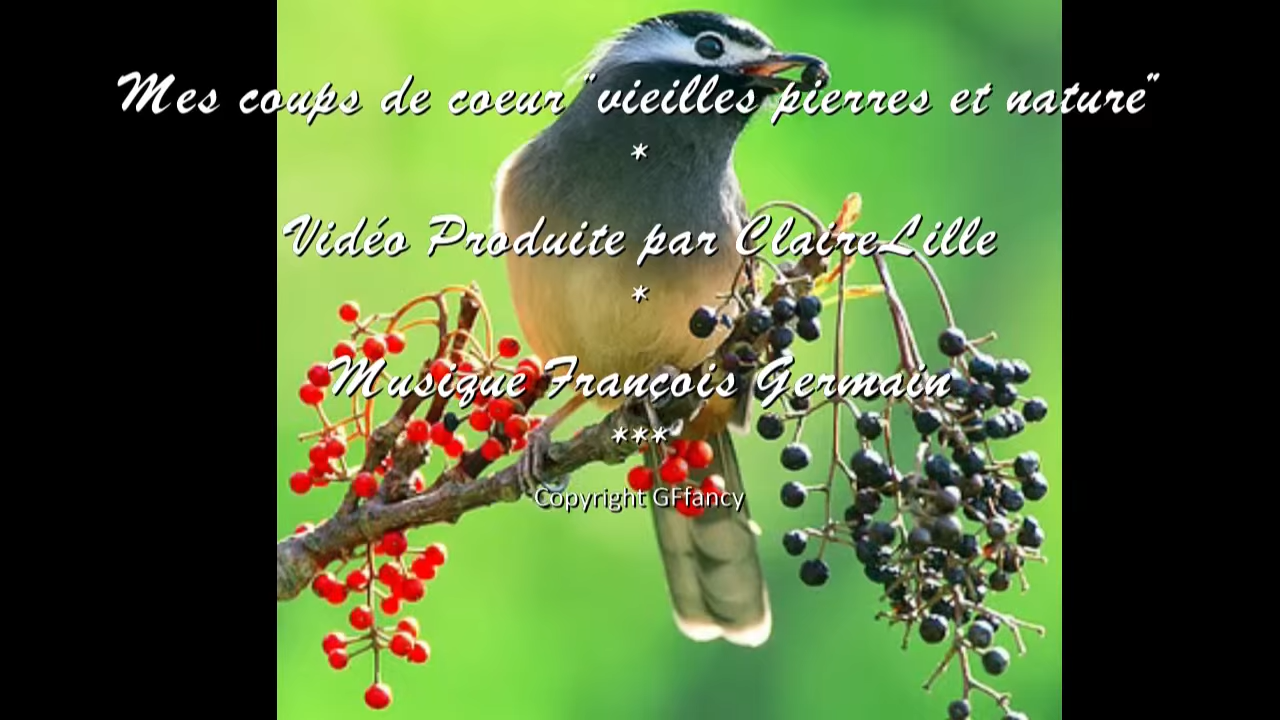 Mes coups de coeur "vieilles pierres et nature"
*
Vidéo Produite par ClaireLille
*
Musique François Germain
***
Copyright GFfancy